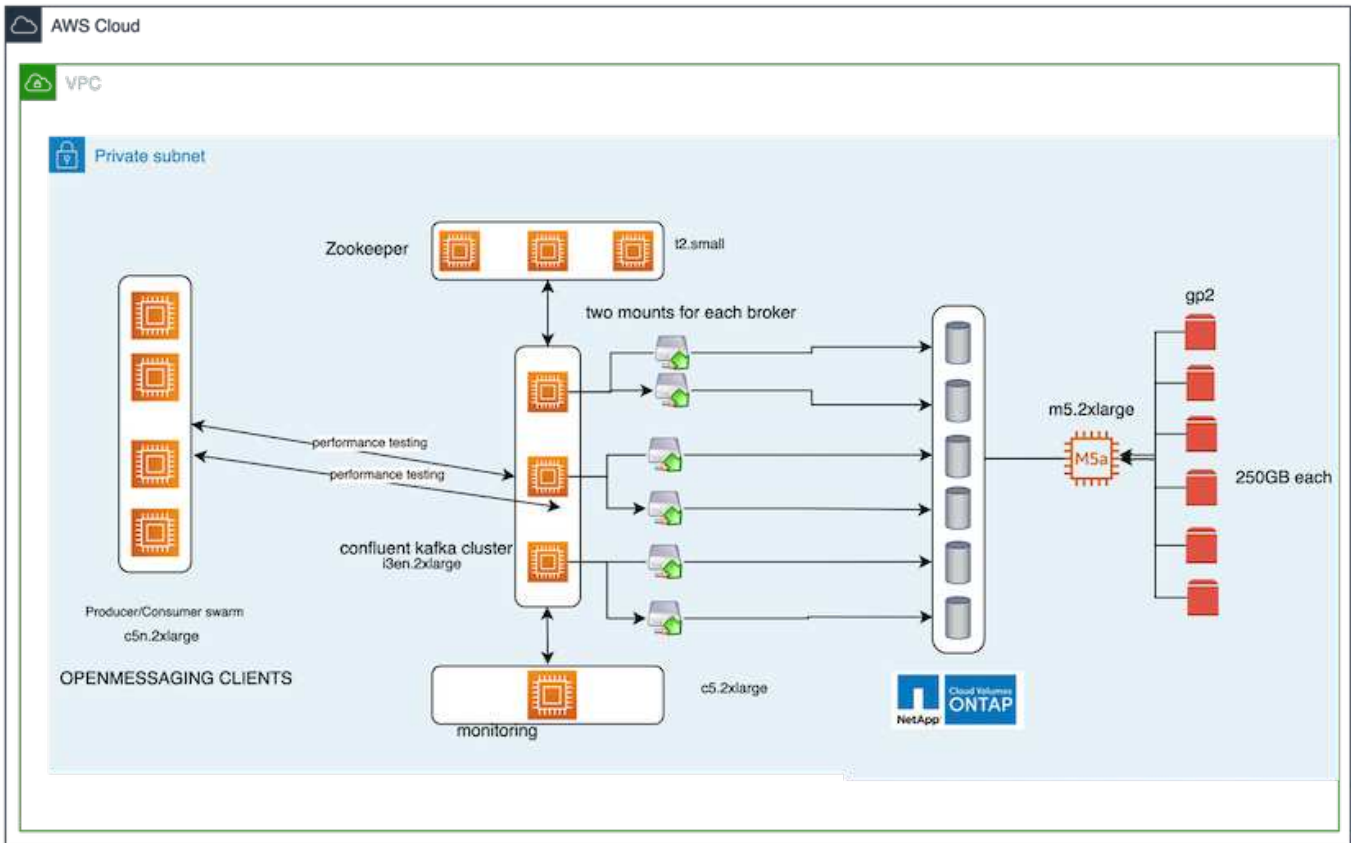 AWS Cloud
VPC
Private subnet
Zookeeper
t2.small
two mounts for each broker
gp2
m5.2xlarge
M5a
250GB each
performance testing
performance testing
confluent kafka cluster
i3en.2xlarge
Producer/Consumer swarm
c5n.2xlarge
OPENMESSAGING CLIENTS
c5.2xlarge
monitoring
NetApp
Cloud Volumes
ONTAP